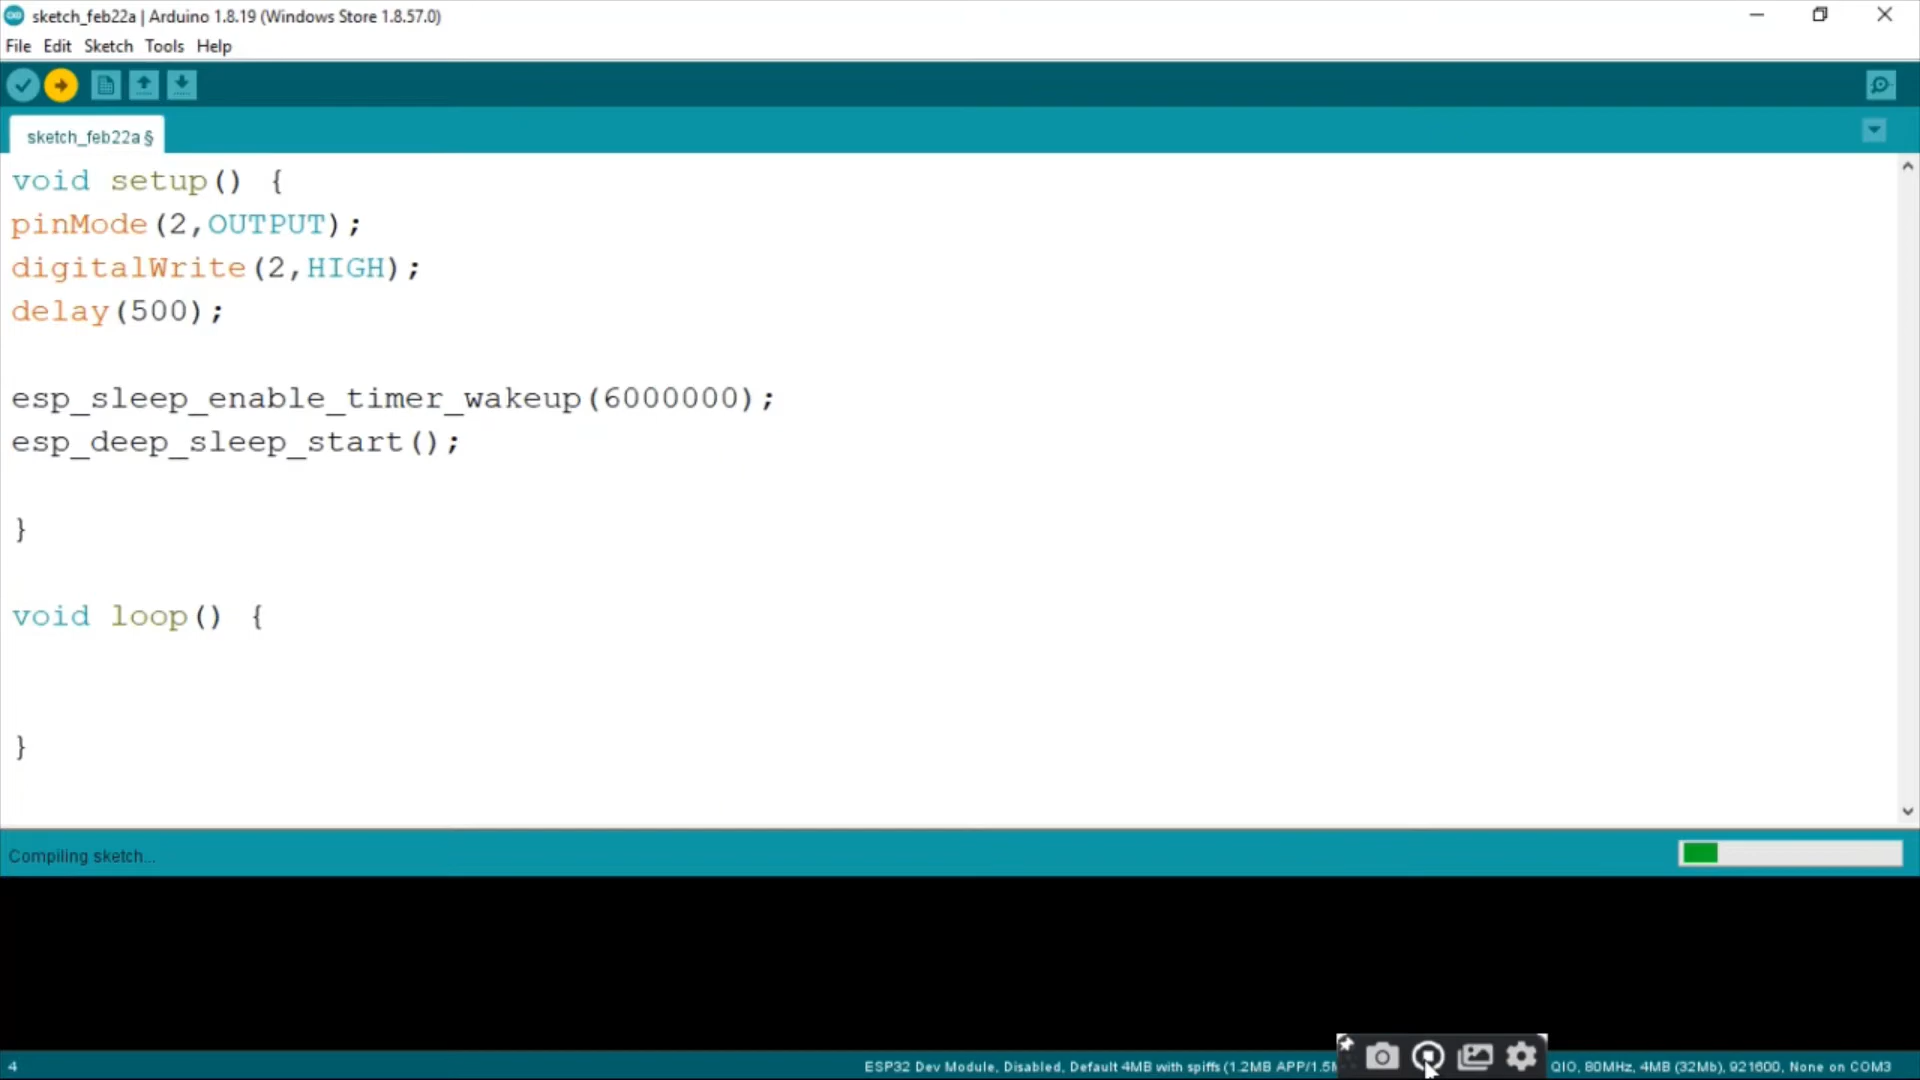 sketch_feb22a | Arduino 1.8.19 (Windows Store 1.8.57.0)
File Edit Sketch Tools Help
sketch_feb22a §
void setup() {
pinMode(2,OUTPUT);
digitalWrite(2,HIGH);
delay(500);
esp_sleep_enable_timer_wakeup(6000000);
esp_deep_sleep_start();
}
void loop() {
}
Compiling sketch...
4
ESP32 Dev Module, Disabled, Default 4MB with spiffs (1.2MB APP/1.5M
QIO, 80MHz, 4MB (32Mb), 921600, None on COM3